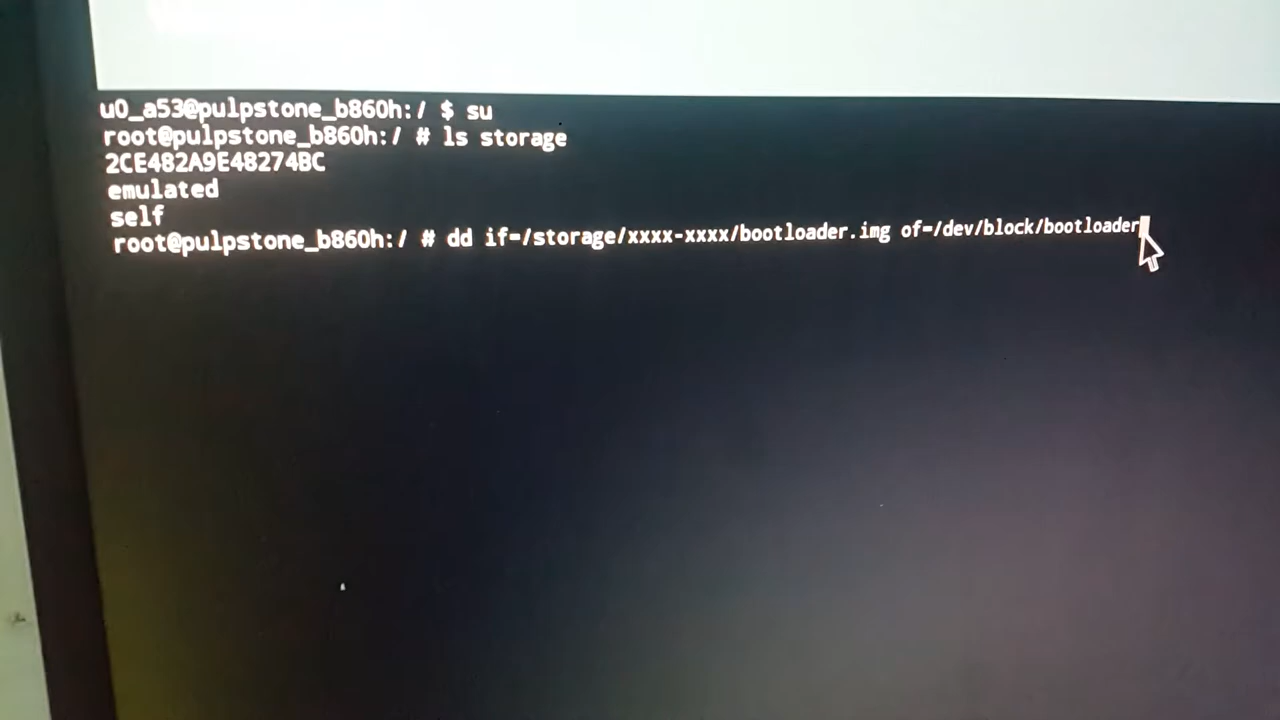 u0_a53@pulpstone_b860h:/ $ su
root@pulpstone_b860h:/ # ls storage
2CE482A9E48274BC
emulated
self
root@pulpstone_b860h:/ # dd if=/storage/xxxx-xxxx/bootloader.img of=/dev/block/bootloader